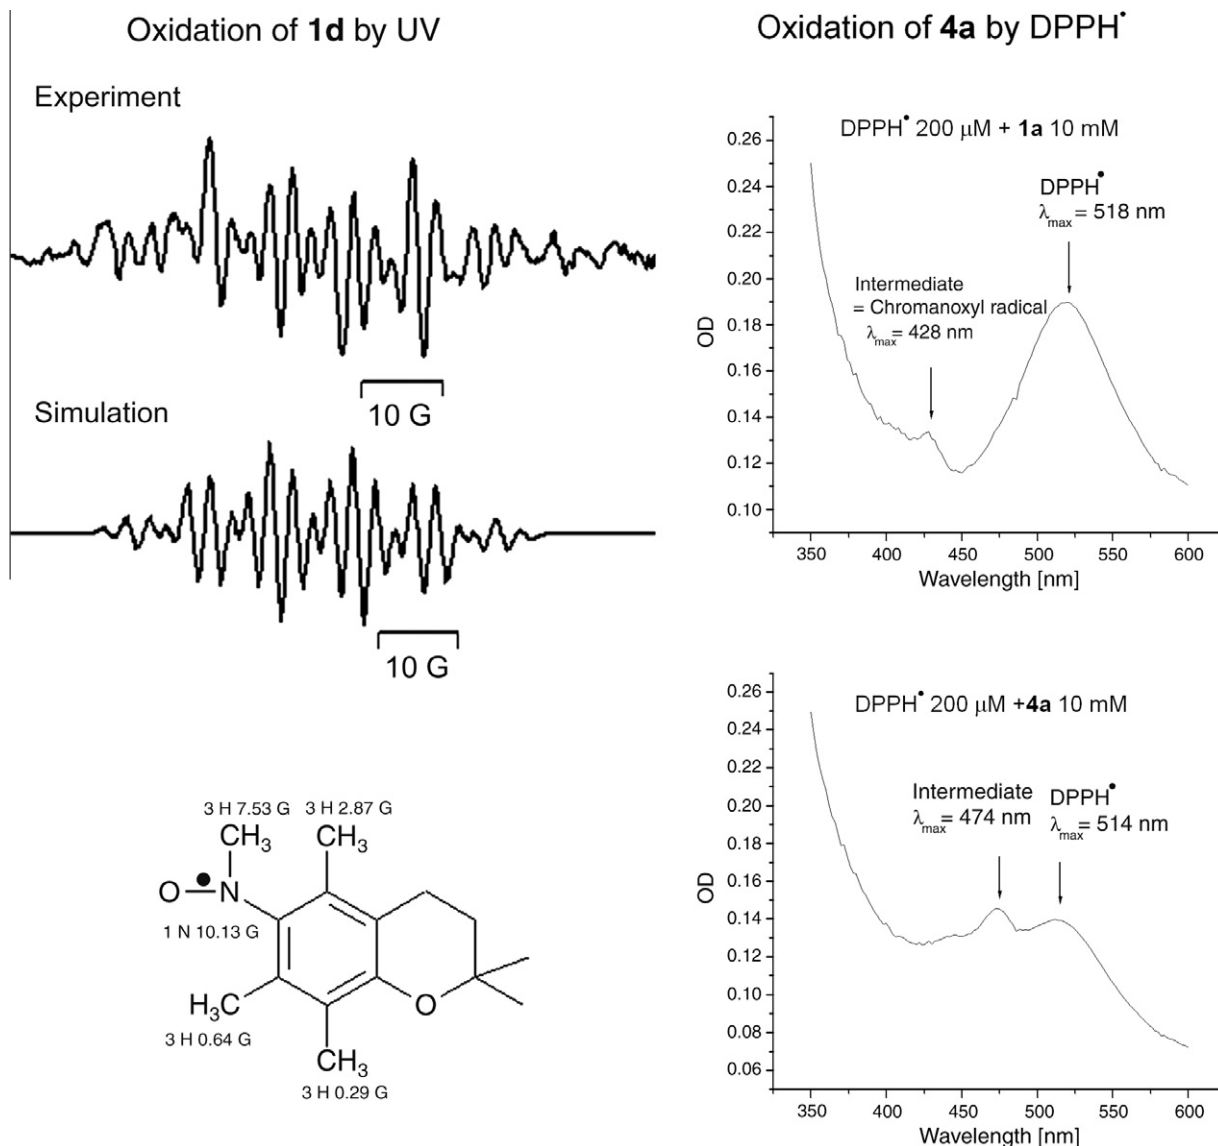 Oxidation of 1d by UV
Experiment
10 G
Simulation
10 G
3 H 7.53 G
3 H 2.87 G
CH₃
CH₃
O
N
1 N 10.13 G
H₃C
O
3 H 0.64 G
CH₃
3 H 0.29 G
Oxidation of 4a by DPPH•
DPPH• 200 μM + 1a 10 mM
DPPH•
λmax = 518 nm
Intermediate
= Chromanoxyl radical
λmax = 428 nm
OD
0.26
0.24
0.22
0.20
0.18
0.16
0.14
0.12
0.10
350 400 450 500 550 600
Wavelength [nm]
DPPH• 200 μM +4a 10 mM
Intermediate
λmax = 474 nm
DPPH•
λmax = 514 nm
OD
0.26
0.24
0.22
0.20
0.18
0.16
0.14
0.12
0.10
0.08
0.06
350 400 450 500 550 600
Wavelength [nm]